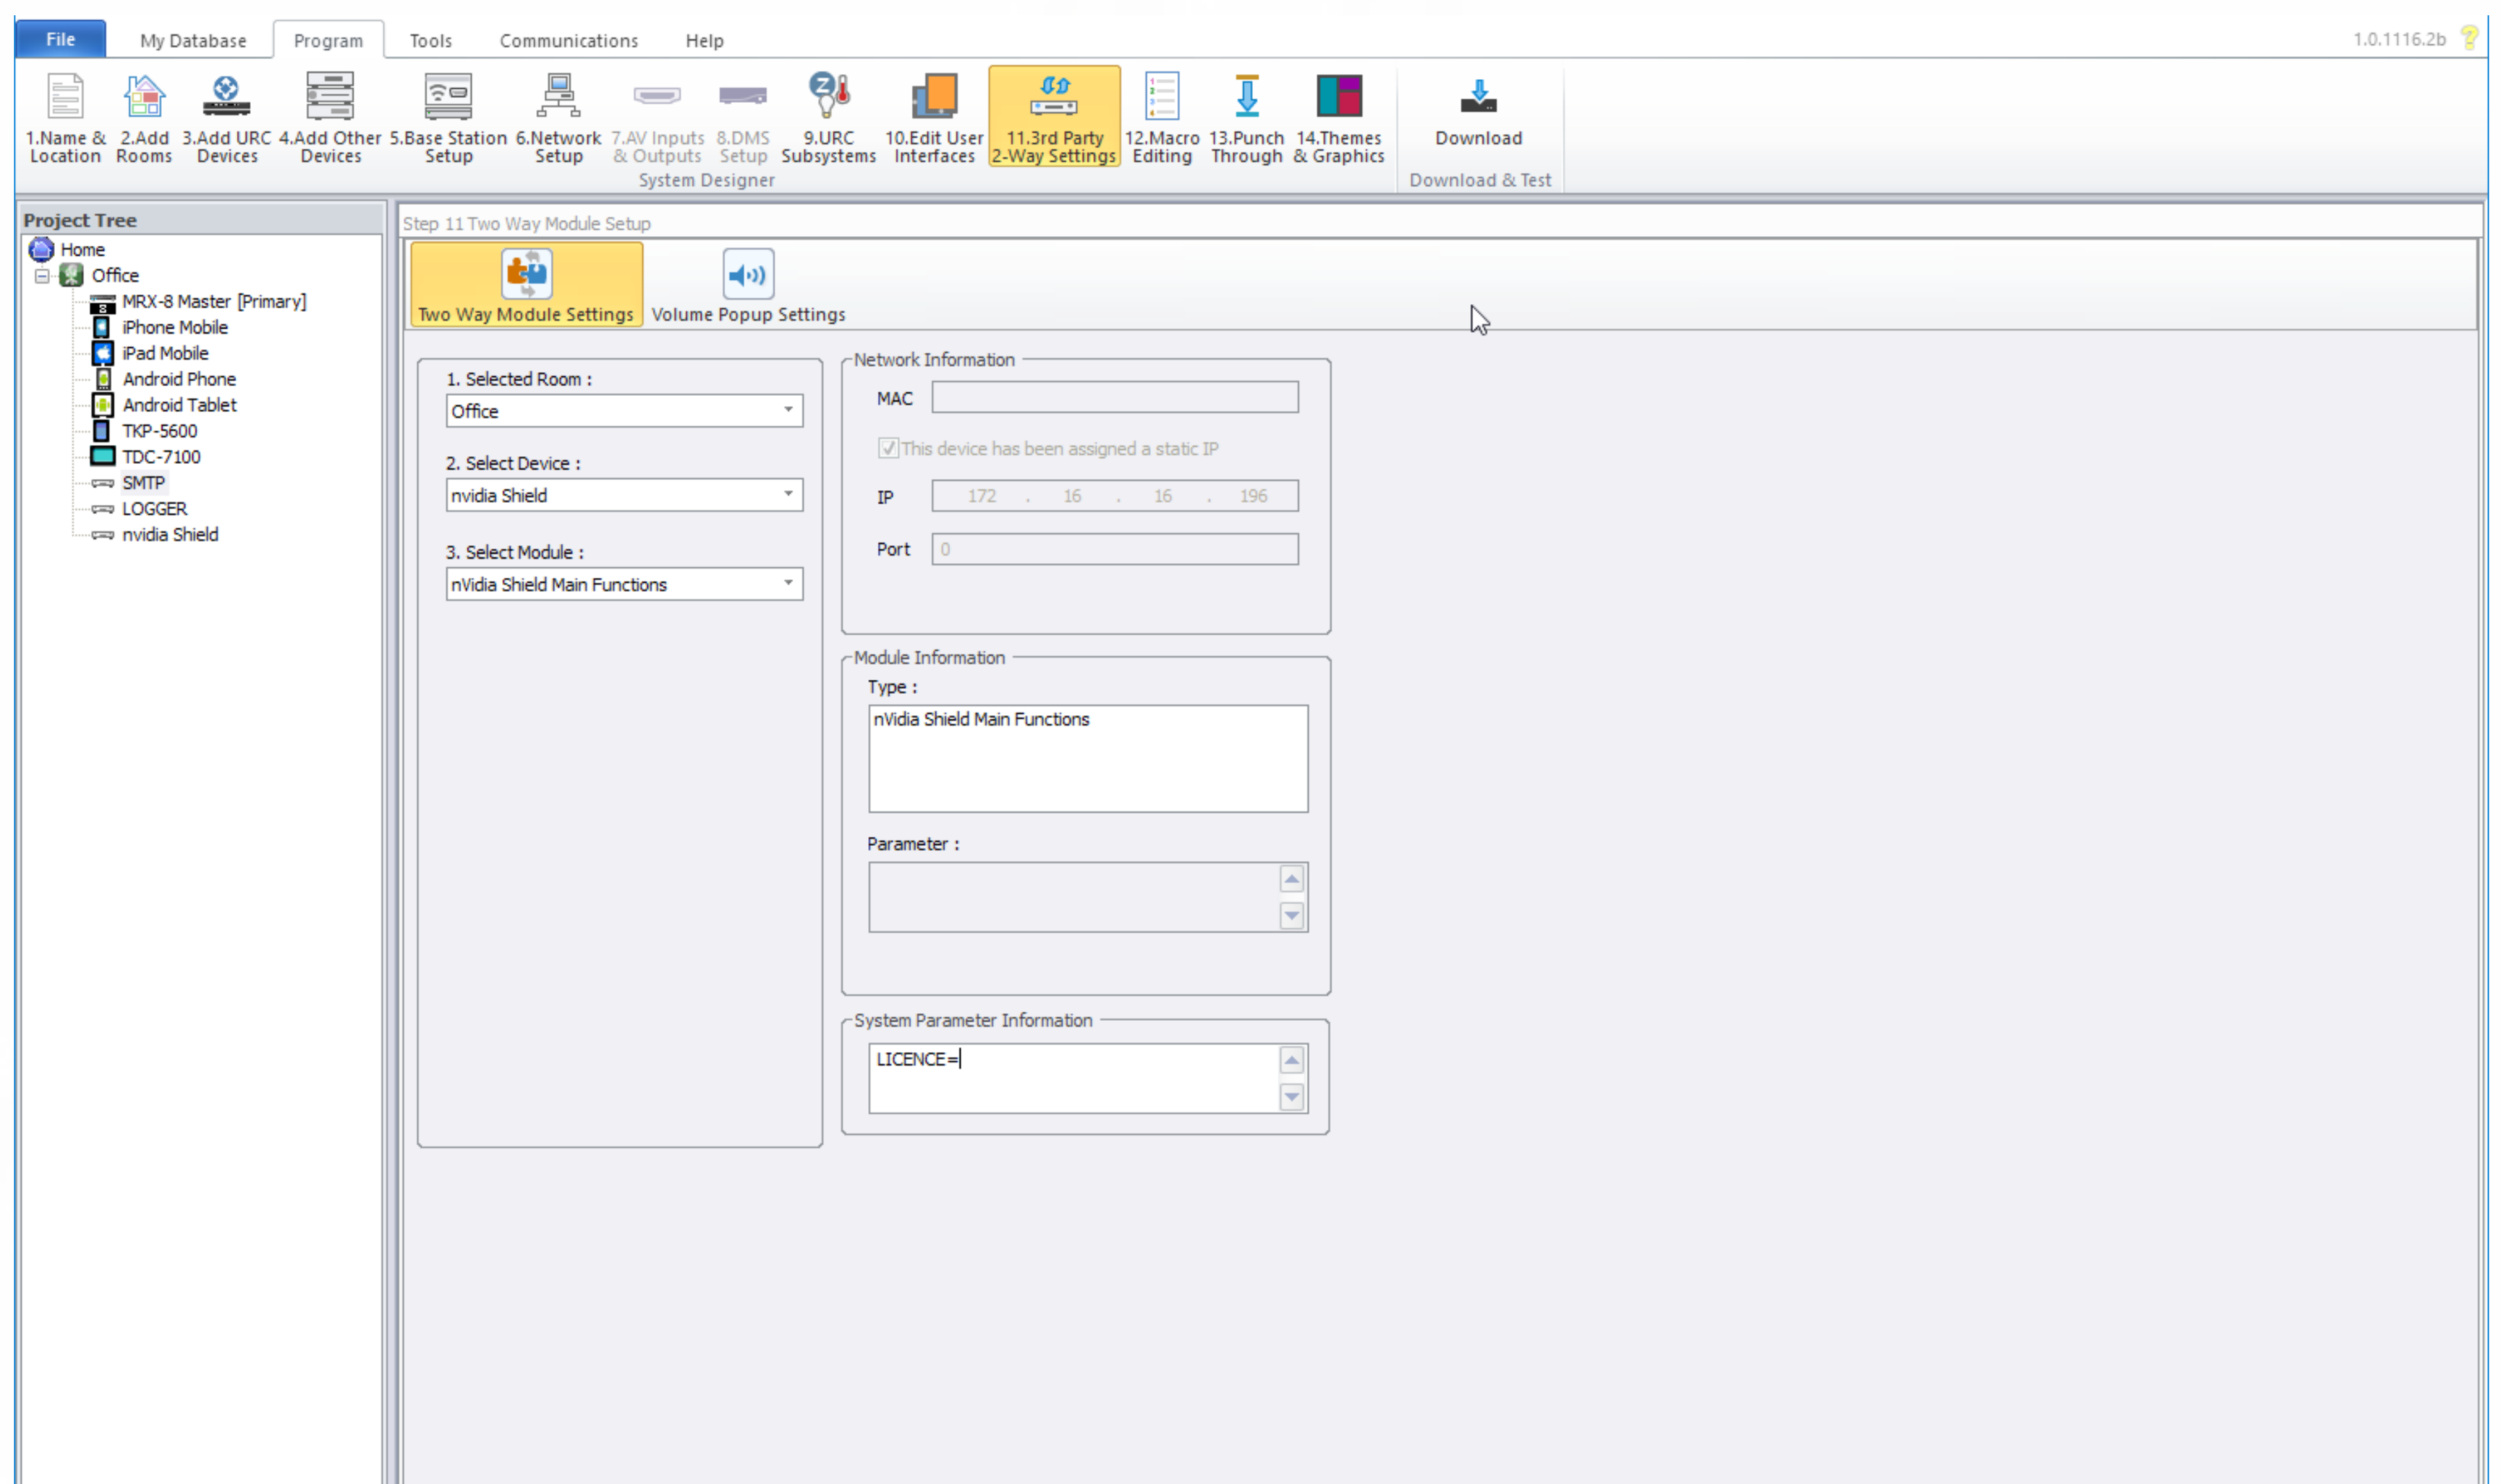 File My Database Program Tools Communications Help 1.0.1116.2b
1.Name & Location 2.Add Rooms 3.Add URC Devices 4.Add Other Devices 5.Base Station Setup 6.Network Setup 7.AV Inputs & Outputs 8.DMS Setup 9.URC Subsystems 10.Edit User Interfaces 11.3rd Party 2-Way Settings 12.Macro Editing 13.Punch Through 14.Themes & Graphics Download
System Designer Download & Test
Project Tree
Home
Office
MRX-8 Master [Primary]
iPhone Mobile
iPad Mobile
Android Phone
Android Tablet
TKP-5600
TDC-7100
SMTP
LOGGER
nvidia Shield
Step 11 Two Way Module Setup
Two Way Module Settings Volume Popup Settings
1. Selected Room :
Office
2. Select Device :
nvidia Shield
3. Select Module :
nVidia Shield Main Functions
Network Information
MAC
This device has been assigned a static IP
IP 172 . 16 . 16 . 196
Port 0
Module Information
Type :
nVidia Shield Main Functions
Parameter :
System Parameter Information
LICENCE=